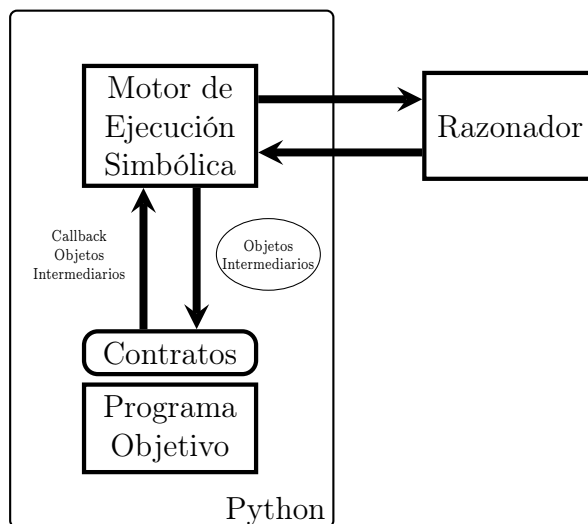 Motor de
Ejecución
Simbólica
Razonador
Callback
Objetos
Intermediarios
Objetos
Intermediarios
Contratos
Programa
Objetivo
Python